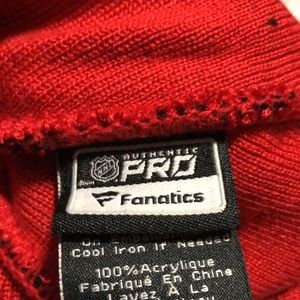 NHL
AUTHENTIC
PRO
Fanatics
Cool Iron If Needed
100% Acrylique
Fabriqué En Chine
Lavez À La